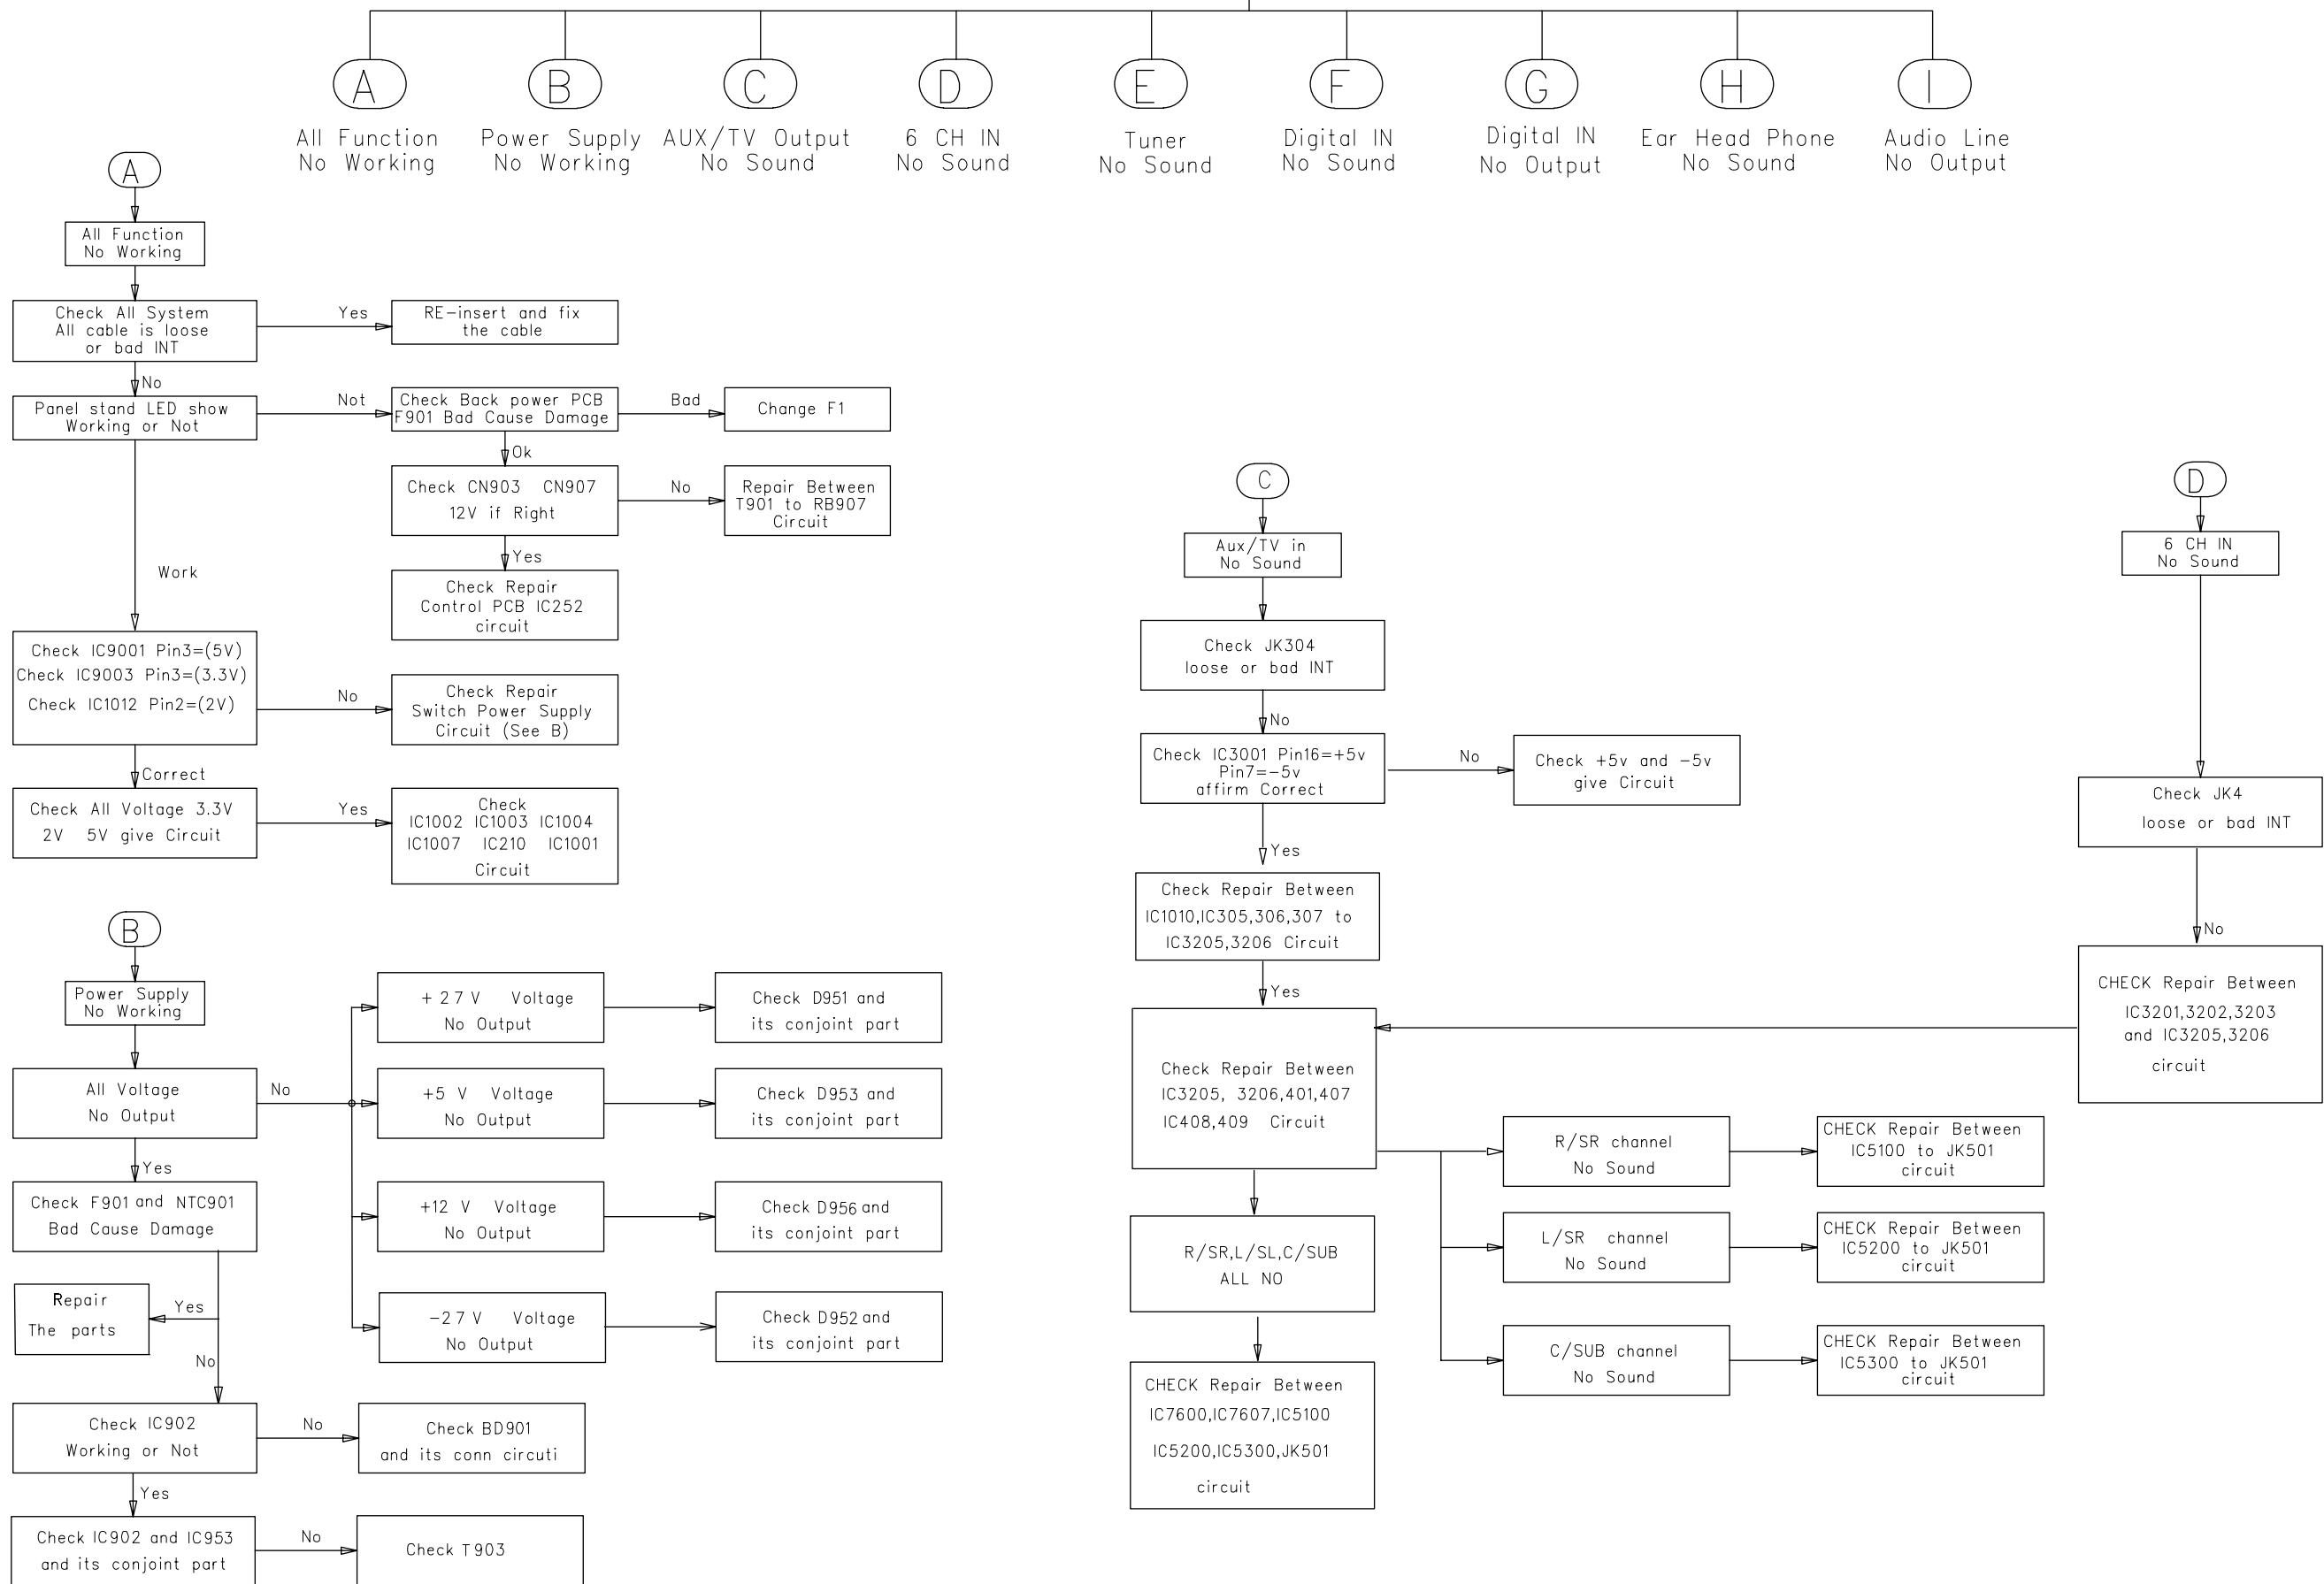 A
B
C
D
E
F
G
H
I
All Function
No Working
Power Supply
No Working
AUX/TV Output
No Sound
6 CH IN
No Sound
Tuner
No Sound
Digital IN
No Sound
Digital IN
No Output
Ear Head Phone
No Sound
Audio Line
No Output
A
All Function
No Working
Check All System
All cable is loose
or bad INT
Yes
RE-insert and fix
the cable
No
Panel stand LED show
Working or Not
Not
Check Back power PCB
F901 Bad Cause Damage
Bad
Change F1
Ok
Check CN903 CN907
12V if Right
No
Repair Between
T901 to RB907
Circuit
Yes
Check Repair
Control PCB IC252
circuit
Work
Check IC9001 Pin3=(5V)
Check IC9003 Pin3=(3.3V)
Check IC1012 Pin2=(2V)
No
Check Repair
Switch Power Supply
Circuit (See B)
Correct
Check All Voltage 3.3V
2V 5V give Circuit
Yes
Check
IC1002 IC1003 IC1004
IC1007 IC210 IC1001
Circuit
B
Power Supply
No Working
All Voltage
No Output
No
+27V Voltage
No Output
Check D951 and
its conjoint part
+5 V Voltage
No Output
Check D953 and
its conjoint part
+12 V Voltage
No Output
Check D956 and
its conjoint part
-27V Voltage
No Output
Check D952 and
its conjoint part
Yes
Check F901 and NTC901
Bad Cause Damage
Yes
Repair
The parts
No
Check IC902
Working or Not
No
Check BD901
and its conn circuti
Yes
Check IC902 and IC953
and its conjoint part
No
Check T903
C
Aux/TV in
No Sound
Check JK304
loose or bad INT
No
Check IC3001 Pin16=+5v
Pin7=-5v
affirm Correct
No
Check +5v and -5v
give Circuit
Yes
Check Repair Between
IC1010,IC305,306,307 to
IC3205,3206 Circuit
Yes
Check Repair Between
IC3205, 3206,401,407
IC408,409 Circuit
R/SR channel
No Sound
CHECK Repair Between
IC5100 to JK501
circuit
L/SR channel
No Sound
CHECK Repair Between
IC5200 to JK501
circuit
C/SUB channel
No Sound
CHECK Repair Between
IC5300 to JK501
circuit
R/SR,L/SL,C/SUB
ALL NO
CHECK Repair Between
IC7600,IC7607,IC5100
IC5200,IC5300,JK501
circuit
D
6 CH IN
No Sound
Check JK4
loose or bad INT
No
CHECK Repair Between
IC3201,3202,3203
and IC3205,3206
circuit